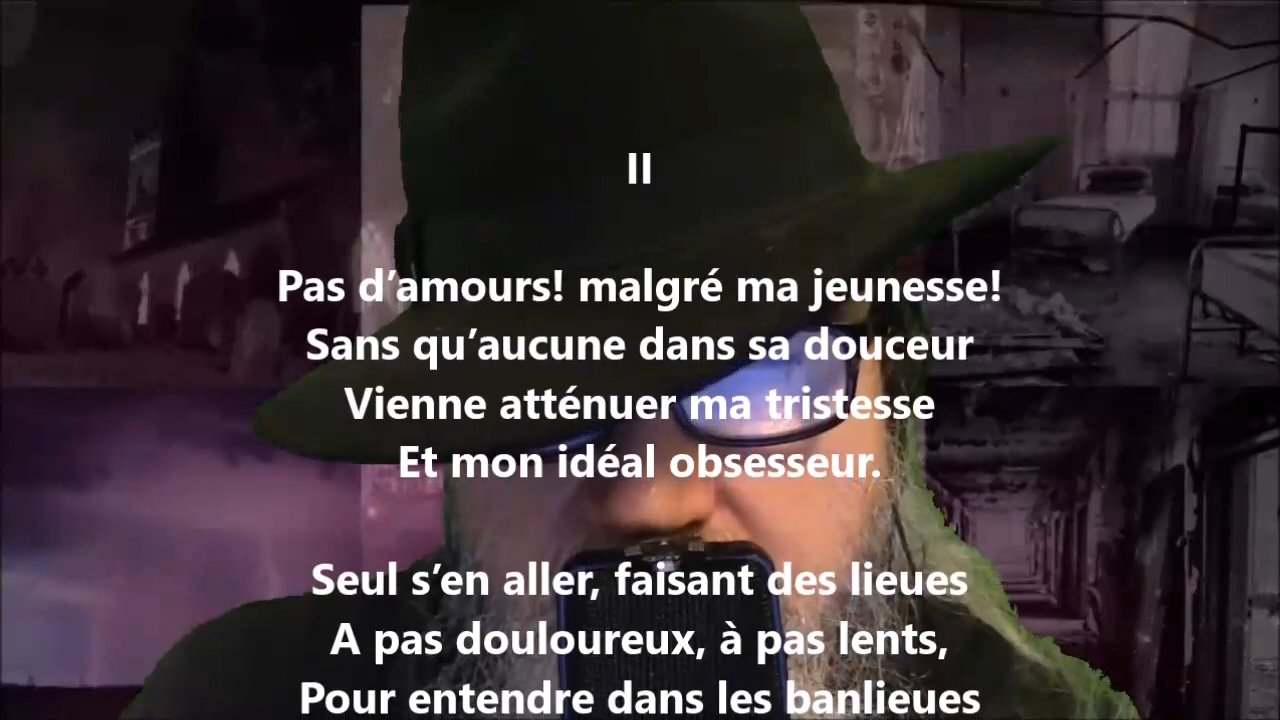 II
Pas d’amours! malgré ma jeunesse!
Sans qu’aucune dans sa douceur
Vienne atténuer ma tristesse
Et mon idéal obsesseur.
Seul s’en aller, faisant des lieues
A pas douloureux, à pas lents,
Pour entendre dans les banlieues